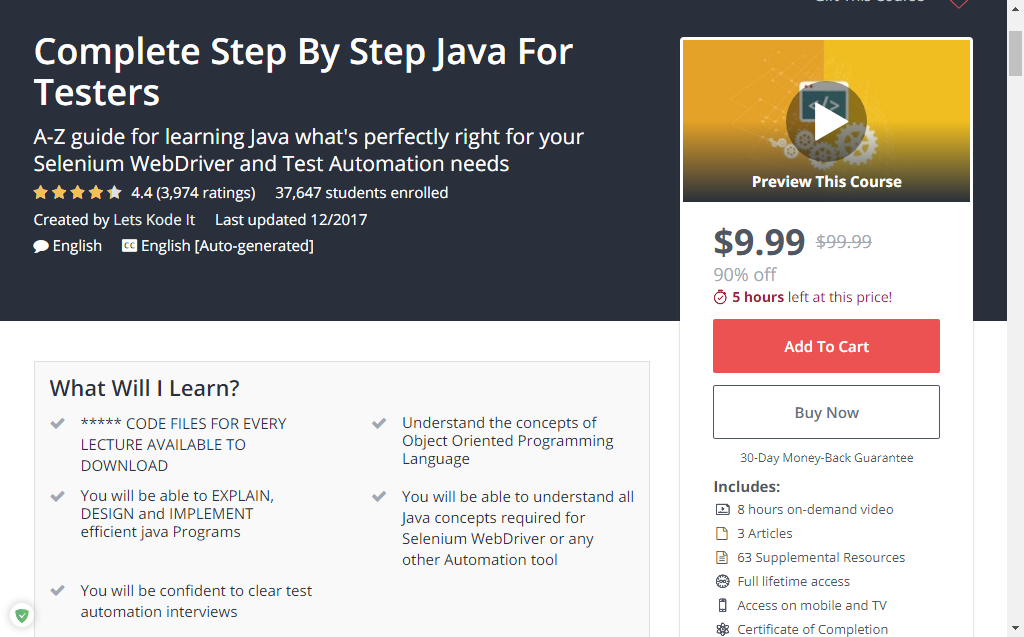 Complete Step By Step Java For
Testers
A-Z guide for learning Java what's perfectly right for your
Selenium WebDriver and Test Automation needs
4.4 (3,974 ratings) 37,647 students enrolled
Created by Lets Kode It Last updated 12/2017
English CC English [Auto-generated]
</>
Preview This Course
$9.99 $99.99
90% off
5 hours left at this price!
Add To Cart
Buy Now
30-Day Money-Back Guarantee
Includes:
8 hours on-demand video
3 Articles
63 Supplemental Resources
Full lifetime access
Access on mobile and TV
Certificate of Completion
What Will I Learn?
***** CODE FILES FOR EVERY
LECTURE AVAILABLE TO
DOWNLOAD
You will be able to EXPLAIN,
DESIGN and IMPLEMENT
efficient java Programs
You will be confident to clear test
automation interviews
Understand the concepts of
Object Oriented Programming
Language
You will be able to understand all
Java concepts required for
Selenium WebDriver or any
other Automation tool